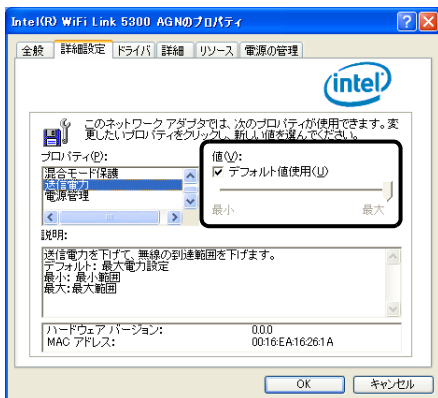 Intel(R) WiFi Link 5300 AGNのプロパティ
全般 詳細設定 ドライバ 詳細 リソース 電源の管理
intel
このネットワーク アダプタでは、次のプロパティが使用できます。変
更したいプロパティをクリックし、新しい値を選んでください。
プロパティ(P):
混合モード保護
送信電力
電源管理
値(V):
デフォルト値使用(U)
最小 最大
説明:
送信電力を下げて、無線の到達範囲を下げます。
デフォルト: 最大電力設定
最小: 最小範囲
最大:最大範囲
ハードウェア バージョン: 0.0.0
MAC アドレス: 00:16:EA:16:26:1A
OK キャンセル